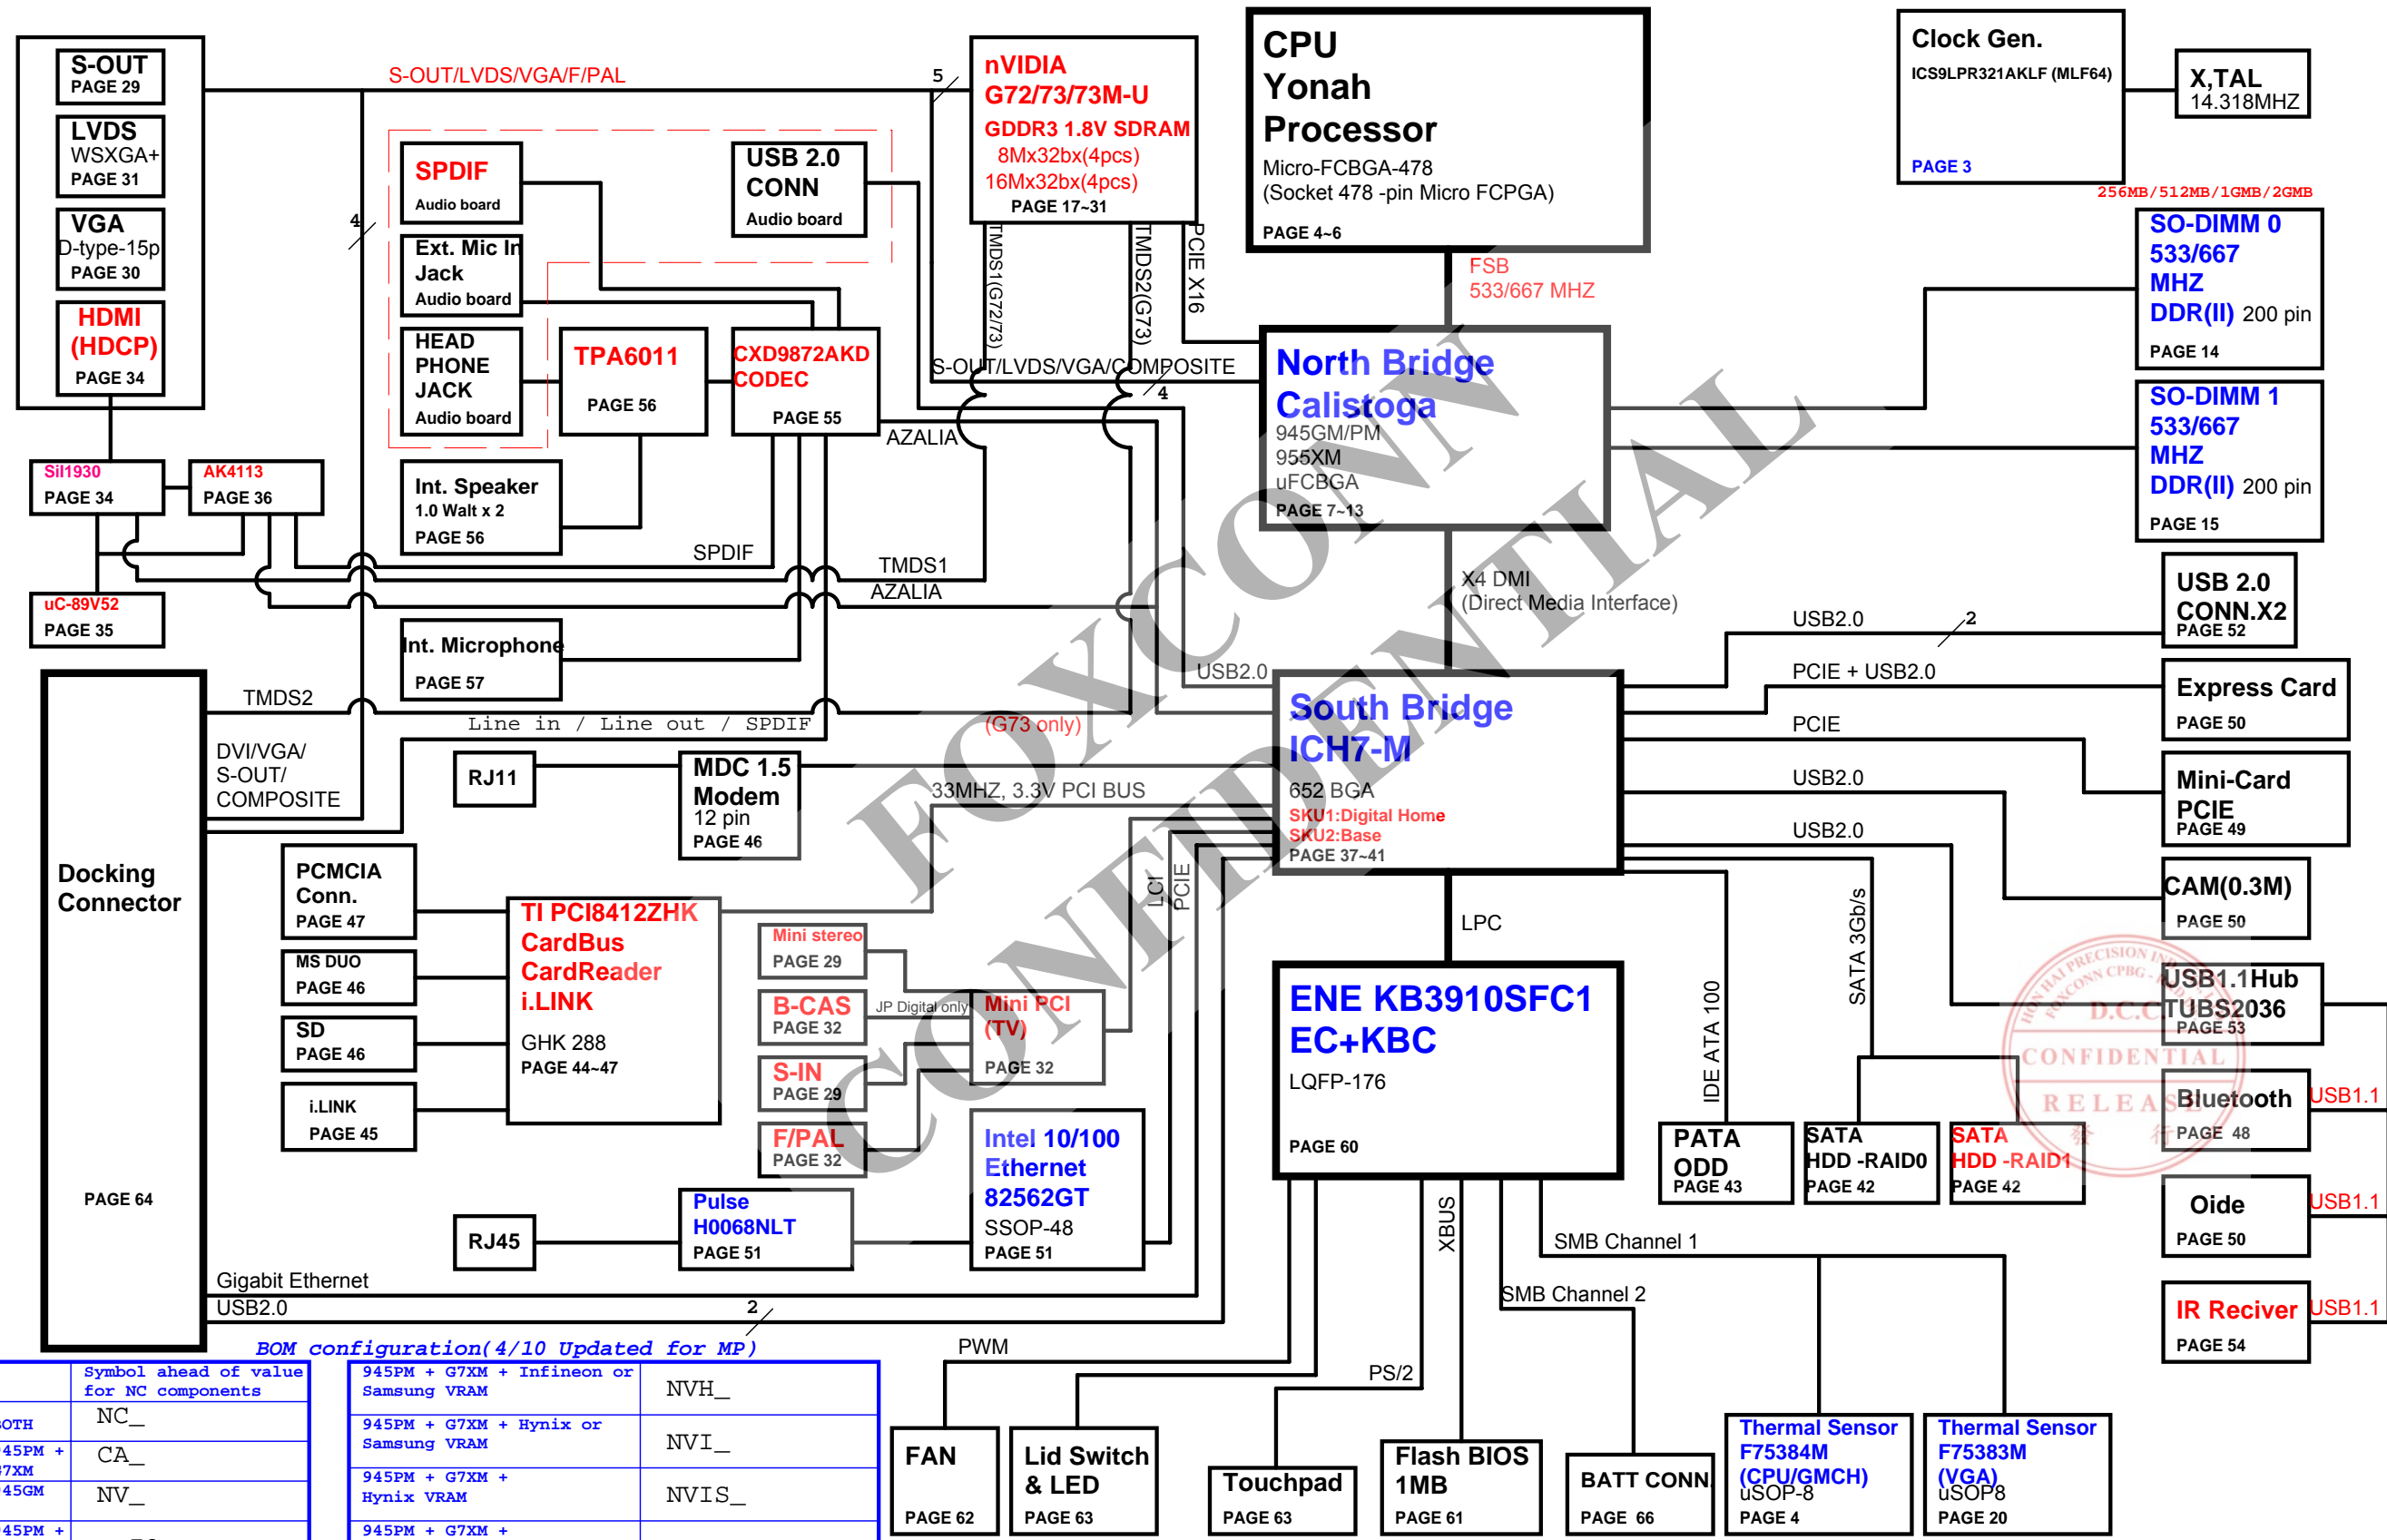 S-OUT
PAGE 29
LVDS
WSXGA+
PAGE 31
VGA
D-type-15p
PAGE 30
HDMI
(HDCP)
PAGE 34
S-OUT/LVDS/VGA/F/PAL
5
4
SPDIF
Audio board
Ext. Mic In
Jack
Audio board
HEAD
PHONE
JACK
Audio board
USB 2.0
CONN
Audio board
TPA6011
PAGE 56
CXD9872AKD
CODEC
PAGE 55
Int. Speaker
1.0 Walt x 2
PAGE 56
nVIDIA
G72/73/73M-U
GDDR3 1.8V SDRAM
8Mx32bx(4pcs)
16Mx32bx(4pcs)
PAGE 17~31
TMDS1(G72/73)
TMDS2(G73)
PCIE X16
CPU
Yonah
Processor
Micro-FCBGA-478
(Socket 478 -pin Micro FCPGA)
PAGE 4~6
FSB
533/667 MHZ
Clock Gen.
ICS9LPR321AKLF (MLF64)
PAGE 3
X,TAL
14.318MHZ
256MB/512MB/1GMB/2GMB
SO-DIMM 0
533/667
MHZ
DDR(II) 200 pin
PAGE 14
SO-DIMM 1
533/667
MHZ
DDR(II) 200 pin
PAGE 15
S-OUT/LVDS/VGA/COMPOSITE
4
North Bridge
Calistoga
945GM/PM
955XM
uFCBGA
PAGE 7~13
AZALIA
SiI1930
PAGE 34
AK4113
PAGE 36
uC-89V52
PAGE 35
SPDIF
TMDS1
AZALIA
Int. Microphone
PAGE 57
X4 DMI
(Direct Media Interface)
USB2.0
2
USB 2.0
CONN.X2
PAGE 52
PCIE + USB2.0
Express Card
PAGE 50
PCIE
Mini-Card
PCIE
PAGE 49
USB2.0
CAM(0.3M)
PAGE 50
USB2.0
USB1.1Hub
TUBS2036
PAGE 53
Bluetooth
PAGE 48
USB1.1
Oide
PAGE 50
USB1.1
IR Reciver
PAGE 54
USB1.1
USB2.0
South Bridge
ICH7-M
652 BGA
SKU1:Digital Home
SKU2:Base
PAGE 37~41
TMDS2
Line in / Line out / SPDIF
(G73 only)
DVI/VGA/
S-OUT/
COMPOSITE
Docking
Connector
PAGE 64
RJ11
MDC 1.5
Modem
12 pin
PAGE 46
33MHZ, 3.3V PCI BUS
LCI
PCIE
PCMCIA
Conn.
PAGE 47
MS DUO
PAGE 46
SD
PAGE 46
i.LINK
PAGE 45
TI PCI8412ZHK
CardBus
CardReader
i.LINK
GHK 288
PAGE 44~47
Mini stereo
PAGE 29
B-CAS
PAGE 32
S-IN
PAGE 29
F/PAL
PAGE 32
JP Digital only
Mini PCI
(TV)
PAGE 32
Intel 10/100
Ethernet
82562GT
SSOP-48
PAGE 51
Pulse
H0068NLT
PAGE 51
RJ45
Gigabit Ethernet
USB2.0
2
LPC
ENE KB3910SFC1
EC+KBC
LQFP-176
PAGE 60
IDE ATA 100
SATA 3Gb/s
PATA
ODD
PAGE 43
SATA
HDD -RAID0
PAGE 42
SATA
HDD -RAID1
PAGE 42
XBUS
SMB Channel 1
SMB Channel 2
PWM
PS/2
FAN
PAGE 62
Lid Switch
& LED
PAGE 63
Touchpad
PAGE 63
Flash BIOS
1MB
PAGE 61
BATT CONN.
PAGE 66
Thermal Sensor
F75384M
(CPU/GMCH)
uSOP-8
PAGE 4
Thermal Sensor
F75383M
(VGA)
uSOP8
PAGE 20
BOM configuration(4/10 Updated for MP)
Symbol ahead of value
for NC components
BOTH
NC_
945PM +
G7XM
CA_
945GM
NV_
945PM +
945PM + G7XM + Infineon or
Samsung VRAM
NVH_
945PM + G7XM + Hynix or
Samsung VRAM
NVI_
945PM + G7XM +
Hynix VRAM
NVIS_
945PM + G7XM +
FOXCONN
CONFIDENTIAL
D.C.C.
CONFIDENTIAL
RELEASE